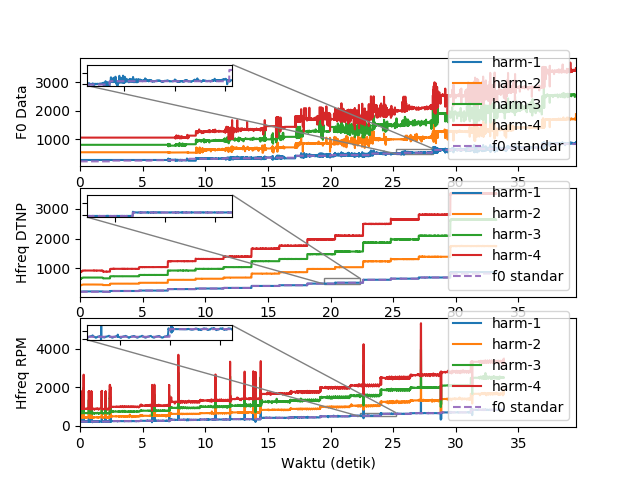 F0 Data
3000
2000
1000
0 5 10 15 20 25 30 35
harm-1
harm-2
harm-3
harm-4
f0 standar
Hfreq DTNP
3000
2000
1000
0 5 10 15 20 25 30 35
harm-1
harm-2
harm-3
harm-4
f0 standar
Hfreq RPM
4000
2000
0
0 5 10 15 20 25 30 35
harm-1
harm-2
harm-3
harm-4
f0 standar
Waktu (detik)